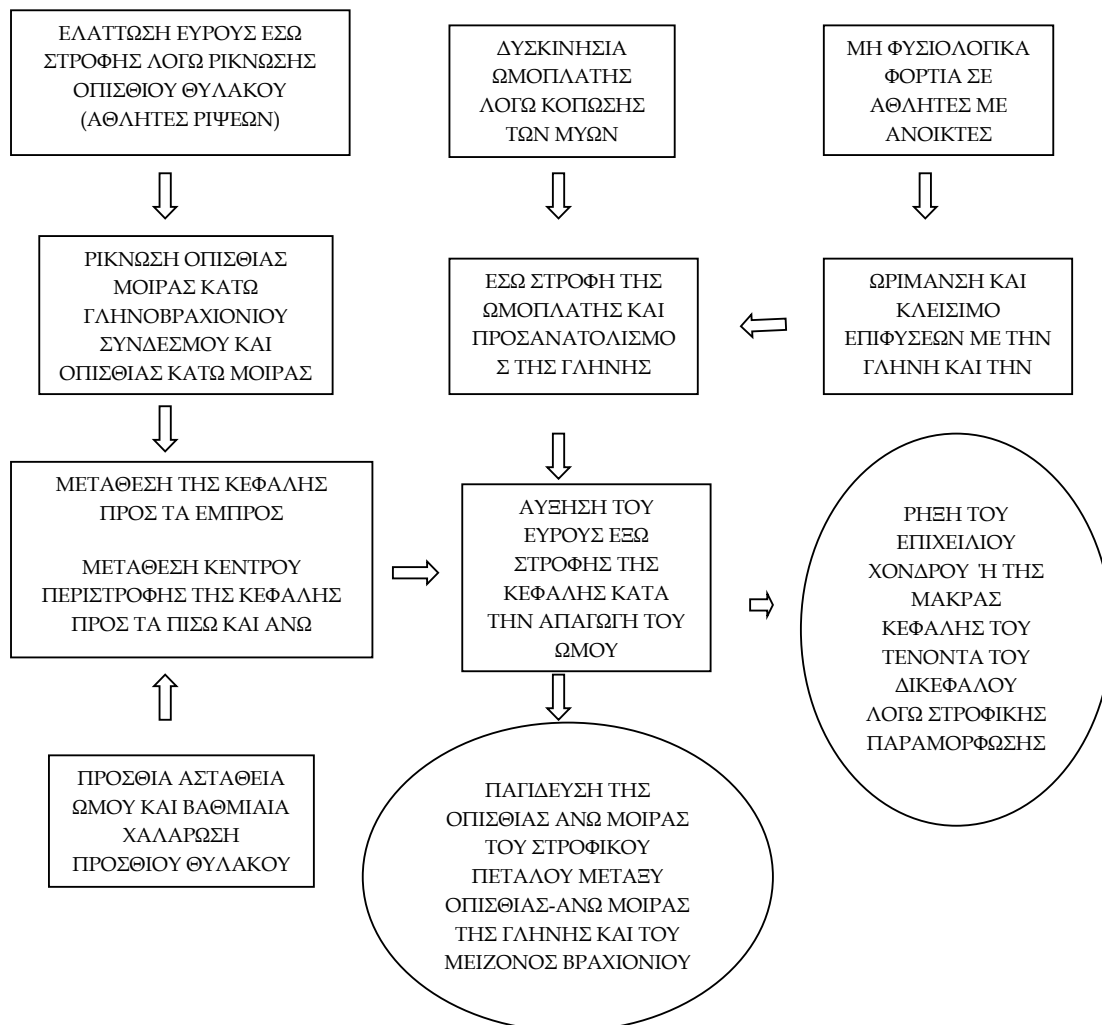 ΕΛΑΤΤΩΣΗ ΕΥΡΟΥΣ ΕΣΩ
ΣΤΡΟΦΗΣ ΛΟΓΩ ΡΙΚΝΩΣΗΣ
ΟΠΙΣΘΙΟΥ ΘΥΛΑΚΟΥ
(ΑΘΛΗΤΕΣ ΡΙΨΕΩΝ)
ΔΥΣΚΙΝΗΣΙΑ
ΩΜΟΠΛΑΤΗΣ
ΛΟΓΩ ΚΟΠΩΣΗΣ
ΤΩΝ ΜΥΩΝ
ΜΗ ΦΥΣΙΟΛΟΓΙΚΑ
ΦΟΡΤΙΑ ΣΕ
ΑΘΛΗΤΕΣ ΜΕ
ΑΝΟΙΚΤΕΣ
ΡΙΚΝΩΣΗ ΟΠΙΣΘΙΑΣ
ΜΟΙΡΑΣ ΚΑΤΩ
ΓΛΗΝΟΒΡΑΧΙΟΝΙΟΥ
ΣΥΝΔΕΣΜΟΥ ΚΑΙ
ΟΠΙΣΘΙΑΣ ΚΑΤΩ ΜΟΙΡΑΣ
ΕΣΩ ΣΤΡΟΦΗ ΤΗΣ
ΩΜΟΠΛΑΤΗΣ ΚΑΙ
ΠΡΟΣΑΝΑΤΟΛΙΣΜΟ
Σ ΤΗΣ ΓΛΗΝΗΣ
ΩΡΙΜΑΝΣΗ ΚΑΙ
ΚΛΕΙΣΙΜΟ
ΕΠΙΦΥΣΕΩΝ ΜΕ ΤΗΝ
ΓΛΗΝΗ ΚΑΙ ΤΗΝ
ΜΕΤΑΘΕΣΗ ΤΗΣ ΚΕΦΑΛΗΣ
ΠΡΟΣ ΤΑ ΕΜΠΡΟΣ
ΜΕΤΑΘΕΣΗ ΚΕΝΤΡΟΥ
ΠΕΡΙΣΤΡΟΦΗΣ ΤΗΣ ΚΕΦΑΛΗΣ
ΠΡΟΣ ΤΑ ΠΙΣΩ ΚΑΙ ΑΝΩ
ΑΥΞΗΣΗ ΤΟΥ
ΕΥΡΟΥΣ ΕΞΩ
ΣΤΡΟΦΗΣ ΤΗΣ
ΚΕΦΑΛΗΣ ΚΑΤΑ
ΤΗΝ ΑΠΑΓΩΓΗ ΤΟΥ
ΩΜΟΥ
ΡΗΞΗ ΤΟΥ
ΕΠΙΧΕΙΛΙΟΥ
ΧΟΝΔΡΟΥ Ή ΤΗΣ
ΜΑΚΡΑΣ
ΚΕΦΑΛΗΣ ΤΟΥ
ΤΕΝΟΝΤΑ ΤΟΥ
ΔΙΚΕΦΑΛΟΥ
ΛΟΓΩ ΣΤΡΟΦΙΚΗΣ
ΠΑΡΑΜΟΡΦΩΣΗΣ
ΠΡΟΣΘΙΑ ΑΣΤΑΘΕΙΑ
ΩΜΟΥ ΚΑΙ ΒΑΘΜΙΑΙΑ
ΧΑΛΑΡΩΣΗ
ΠΡΟΣΘΙΟΥ ΘΥΛΑΚΟΥ
ΠΑΓΙΔΕΥΣΗ ΤΗΣ
ΟΠΙΣΘΙΑΣ ΑΝΩ ΜΟΙΡΑΣ
ΤΟΥ ΣΤΡΟΦΙΚΟΥ
ΠΕΤΑΛΟΥ ΜΕΤΑΞΥ
ΟΠΙΣΘΙΑΣ-ΑΝΩ ΜΟΙΡΑΣ
ΤΗΣ ΓΛΗΝΗΣ ΚΑΙ ΤΟΥ
ΜΕΙΖΟΝΟΣ ΒΡΑΧΙΟΝΙΟΥ